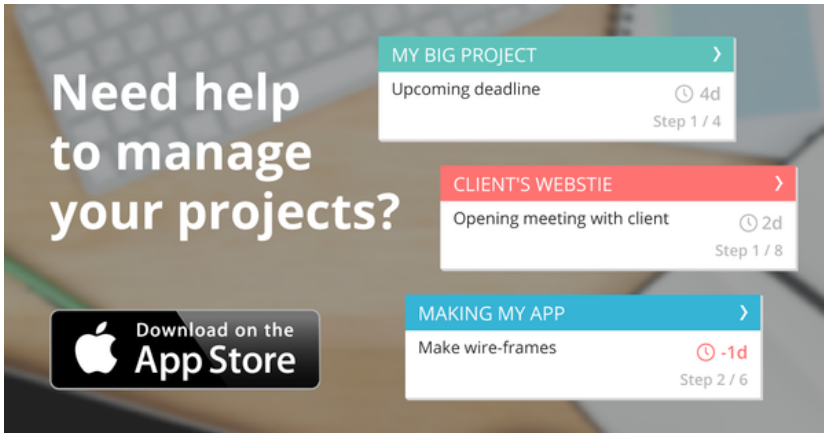 Need help
to manage
your projects?
Download on the
App Store
MY BIG PROJECT
Upcoming deadline
4d
Step 1 / 4
CLIENT'S WEBSTIE
Opening meeting with client
2d
Step 1 / 8
MAKING MY APP
Make wire-frames
-1d
Step 2 / 6